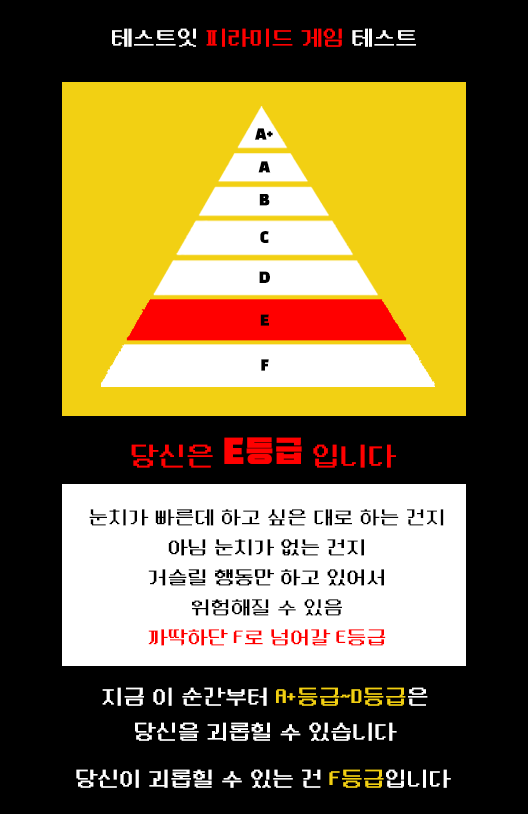 테스트잇 피라미드 게임 테스트
A+
A
B
C
D
E
F
당신은 E등급 입니다
눈치가 빠른데 하고 싶은 대로 하는 건지
아님 눈치가 없는 건지
거슬릴 행동만 하고 있어서
위험해질 수 있음
까딱하단 F로 넘어갈 E등급
지금 이 순간부터 A+등급~D등급은
당신을 괴롭힐 수 있습니다
당신이 괴롭힐 수 있는 건 F등급입니다